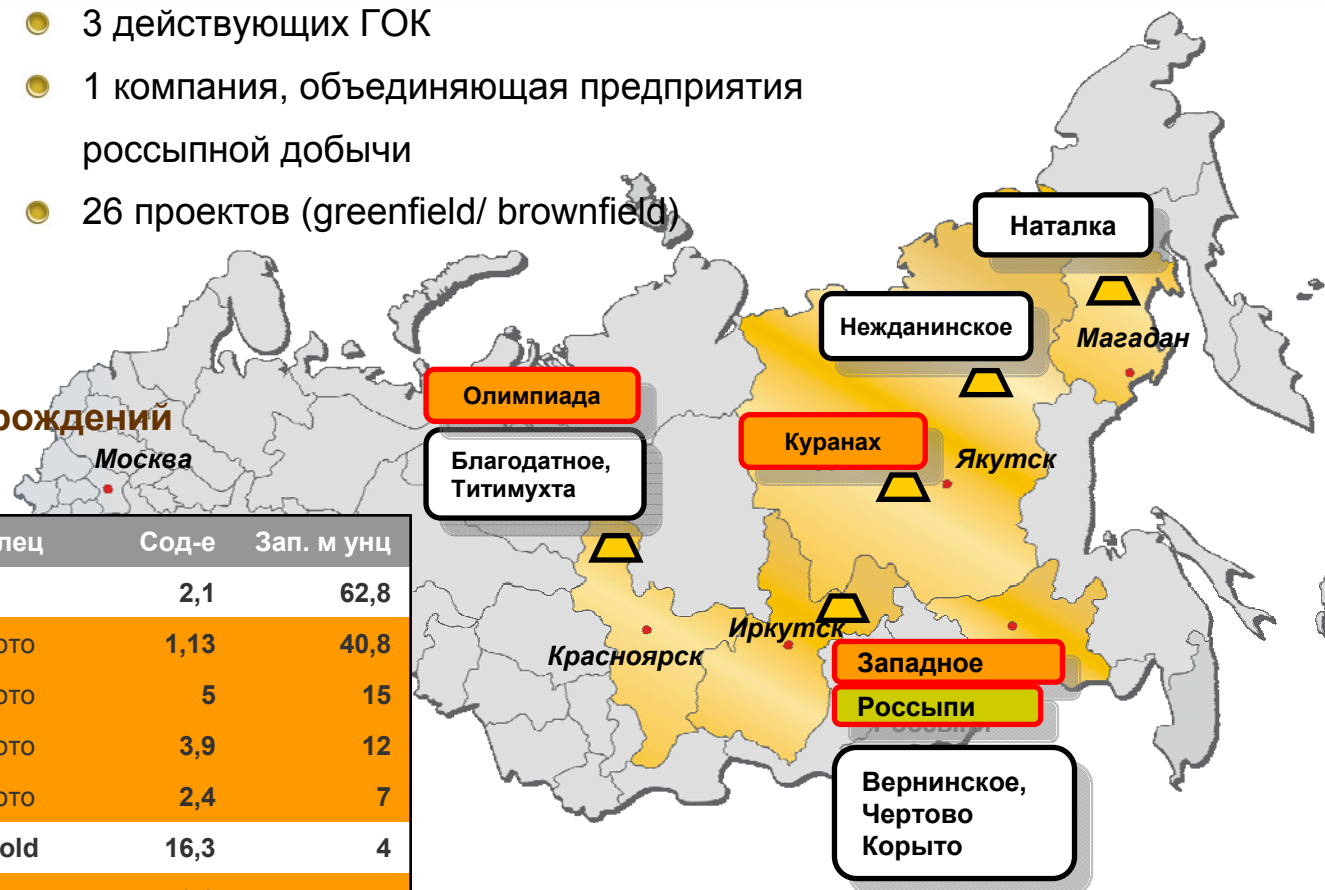 3 действующих ГОК
1 компания, объединяющая предприятия
россыпной добычи
26 проектов (greenfield/ brownfield)
Наталка
Нежданинское
Магадан
Олимпиада
рождений
Куранах
Москва
Благодатное,
Титимухта
Якутск
лец Сод-е Зап. м унц
2,1 62,8
ото 1,13 40,8
ото 5 15
ото 3,9 12
ото 2,4 7
old 16,3 4
Иркутск
Красноярск
Западное
Россыпи
Вернинское,
Чертово
Корыто